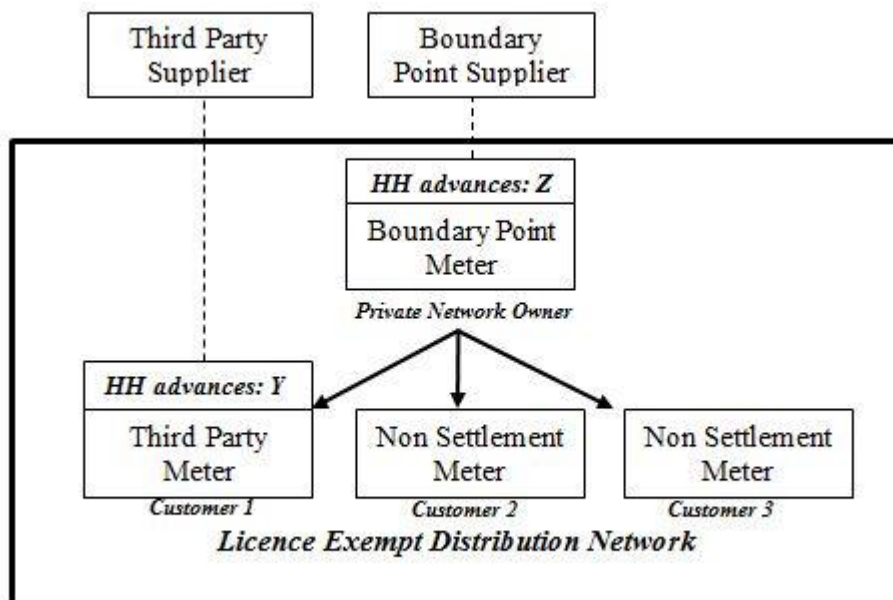 Third Party
Supplier
Boundary
Point Supplier
HH advances: Z
Boundary Point
Meter
Private Network Owner
HH advances: Y
Third Party
Meter
Customer 1
Non Settlement
Meter
Customer 2
Non Settlement
Meter
Customer 3
Licence Exempt Distribution Network